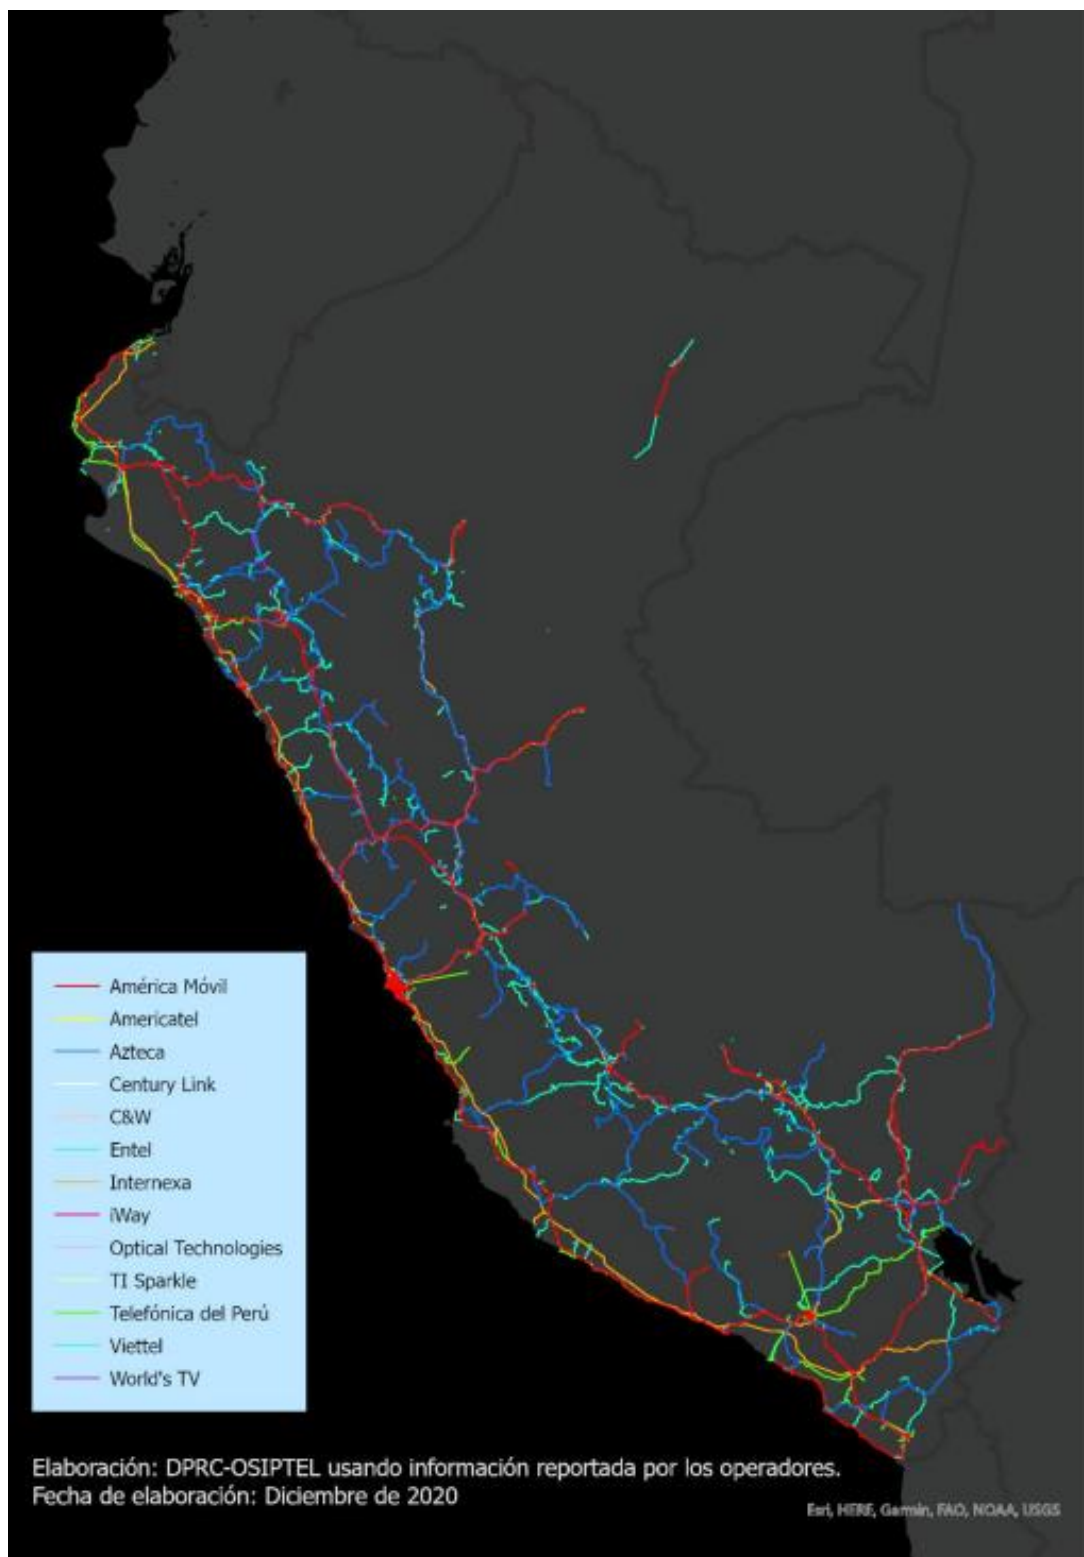 América Móvil
Americatel
Azteca
Century Link
C&W
Entel
Internexa
iWay
Optical Technologies
TI Sparkle
Telefónica del Perú
Viettel
World's TV
Elaboración: DPRC-OSIPTEL usando información reportada por los operadores.
Fecha de elaboración: Diciembre de 2020
Esri, HERE, Garmin, FAO, NOAA, USGS